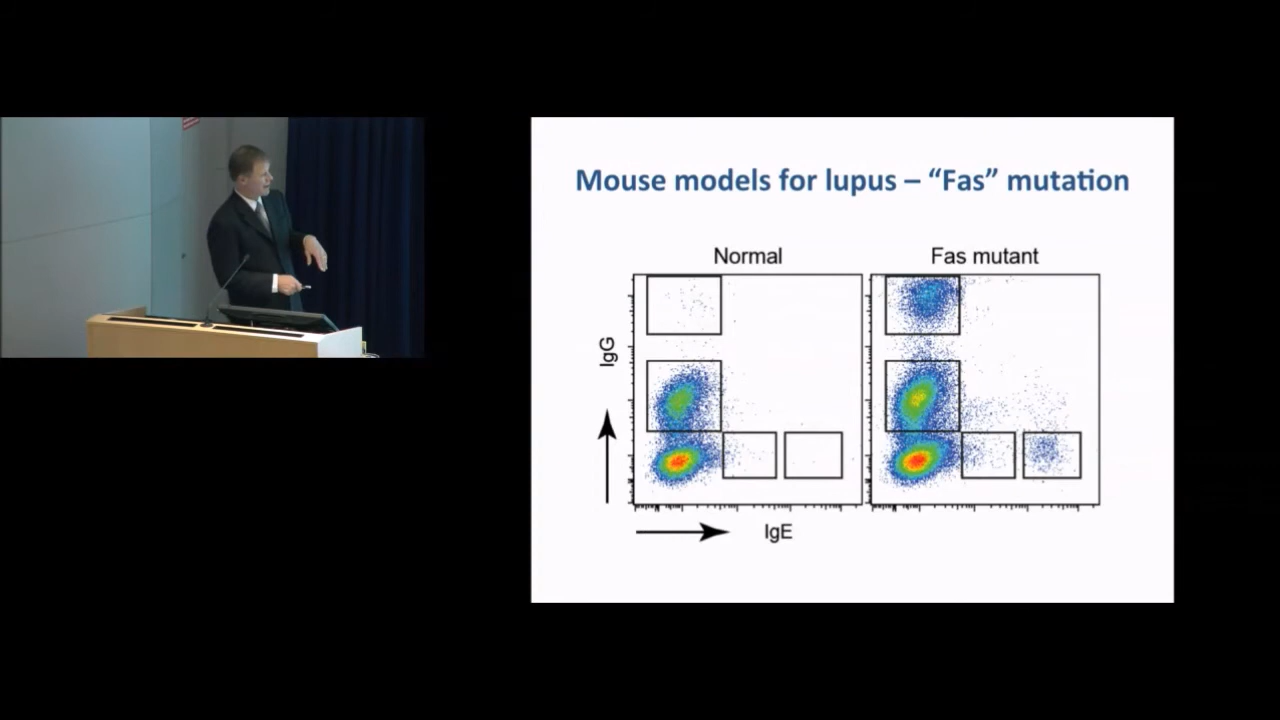 Mouse models for lupus – “Fas” mutation
Normal
Fas mutant
IgG
IgE